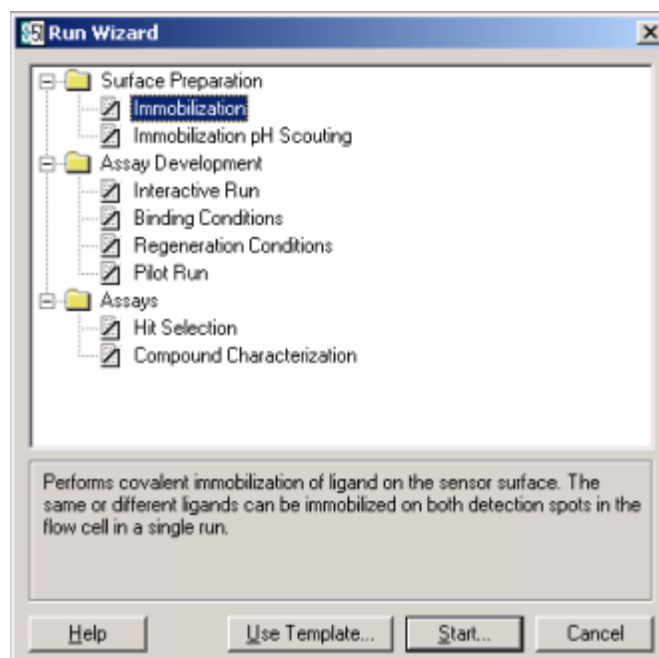 S5 Run Wizard
Surface Preparation
Immobilization
Immobilization pH Scouting
Assay Development
Interactive Run
Binding Conditions
Regeneration Conditions
Pilot Run
Assays
Hit Selection
Compound Characterization
Performs covalent immobilization of ligand on the sensor surface. The
same or different ligands can be immobilized on both detection spots in the
flow cell in a single run.
Help Use Template... Start... Cancel